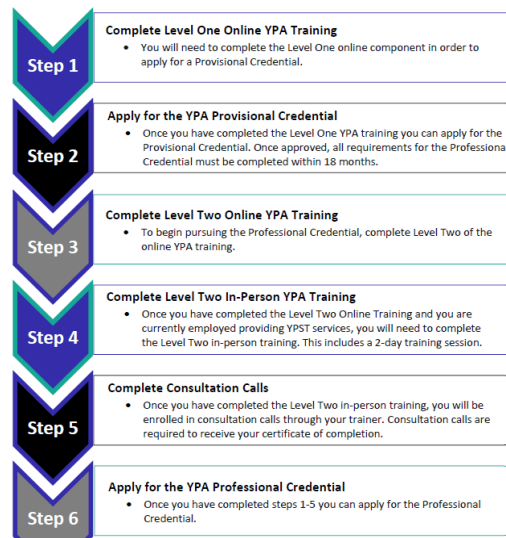 Step 1
Complete Level One Online YPA Training
• You will need to complete the Level One online component in order to
apply for a Provisional Credential.
Step 2
Apply for the YPA Provisional Credential
• Once you have completed the Level One YPA training you can apply for the
Provisional Credential. Once approved, all requirements for the Professiona
Credential must be completed within 18 months.
Step 3
Complete Level Two Online YPA Training
• To begin pursuing the Professional Credential, complete Level Two of the
online YPA training.
Step 4
Complete Level Two In-Person YPA Training
• Once you have completed the Level Two Online Training and you are
currently employed providing YPST services, you will need to complete
the Level Two in-person training. This includes a 2-day training session.
Step 5
Complete Consultation Calls
• Once you have completed the Level Two in-person training, you will be
enrolled in consultation calls through your trainer. Consultation calls are
required to receive your certificate of completion.
Step 6
Apply for the YPA Professional Credential
• Once you have completed steps 1-5 you can apply for the Professional
Credential.